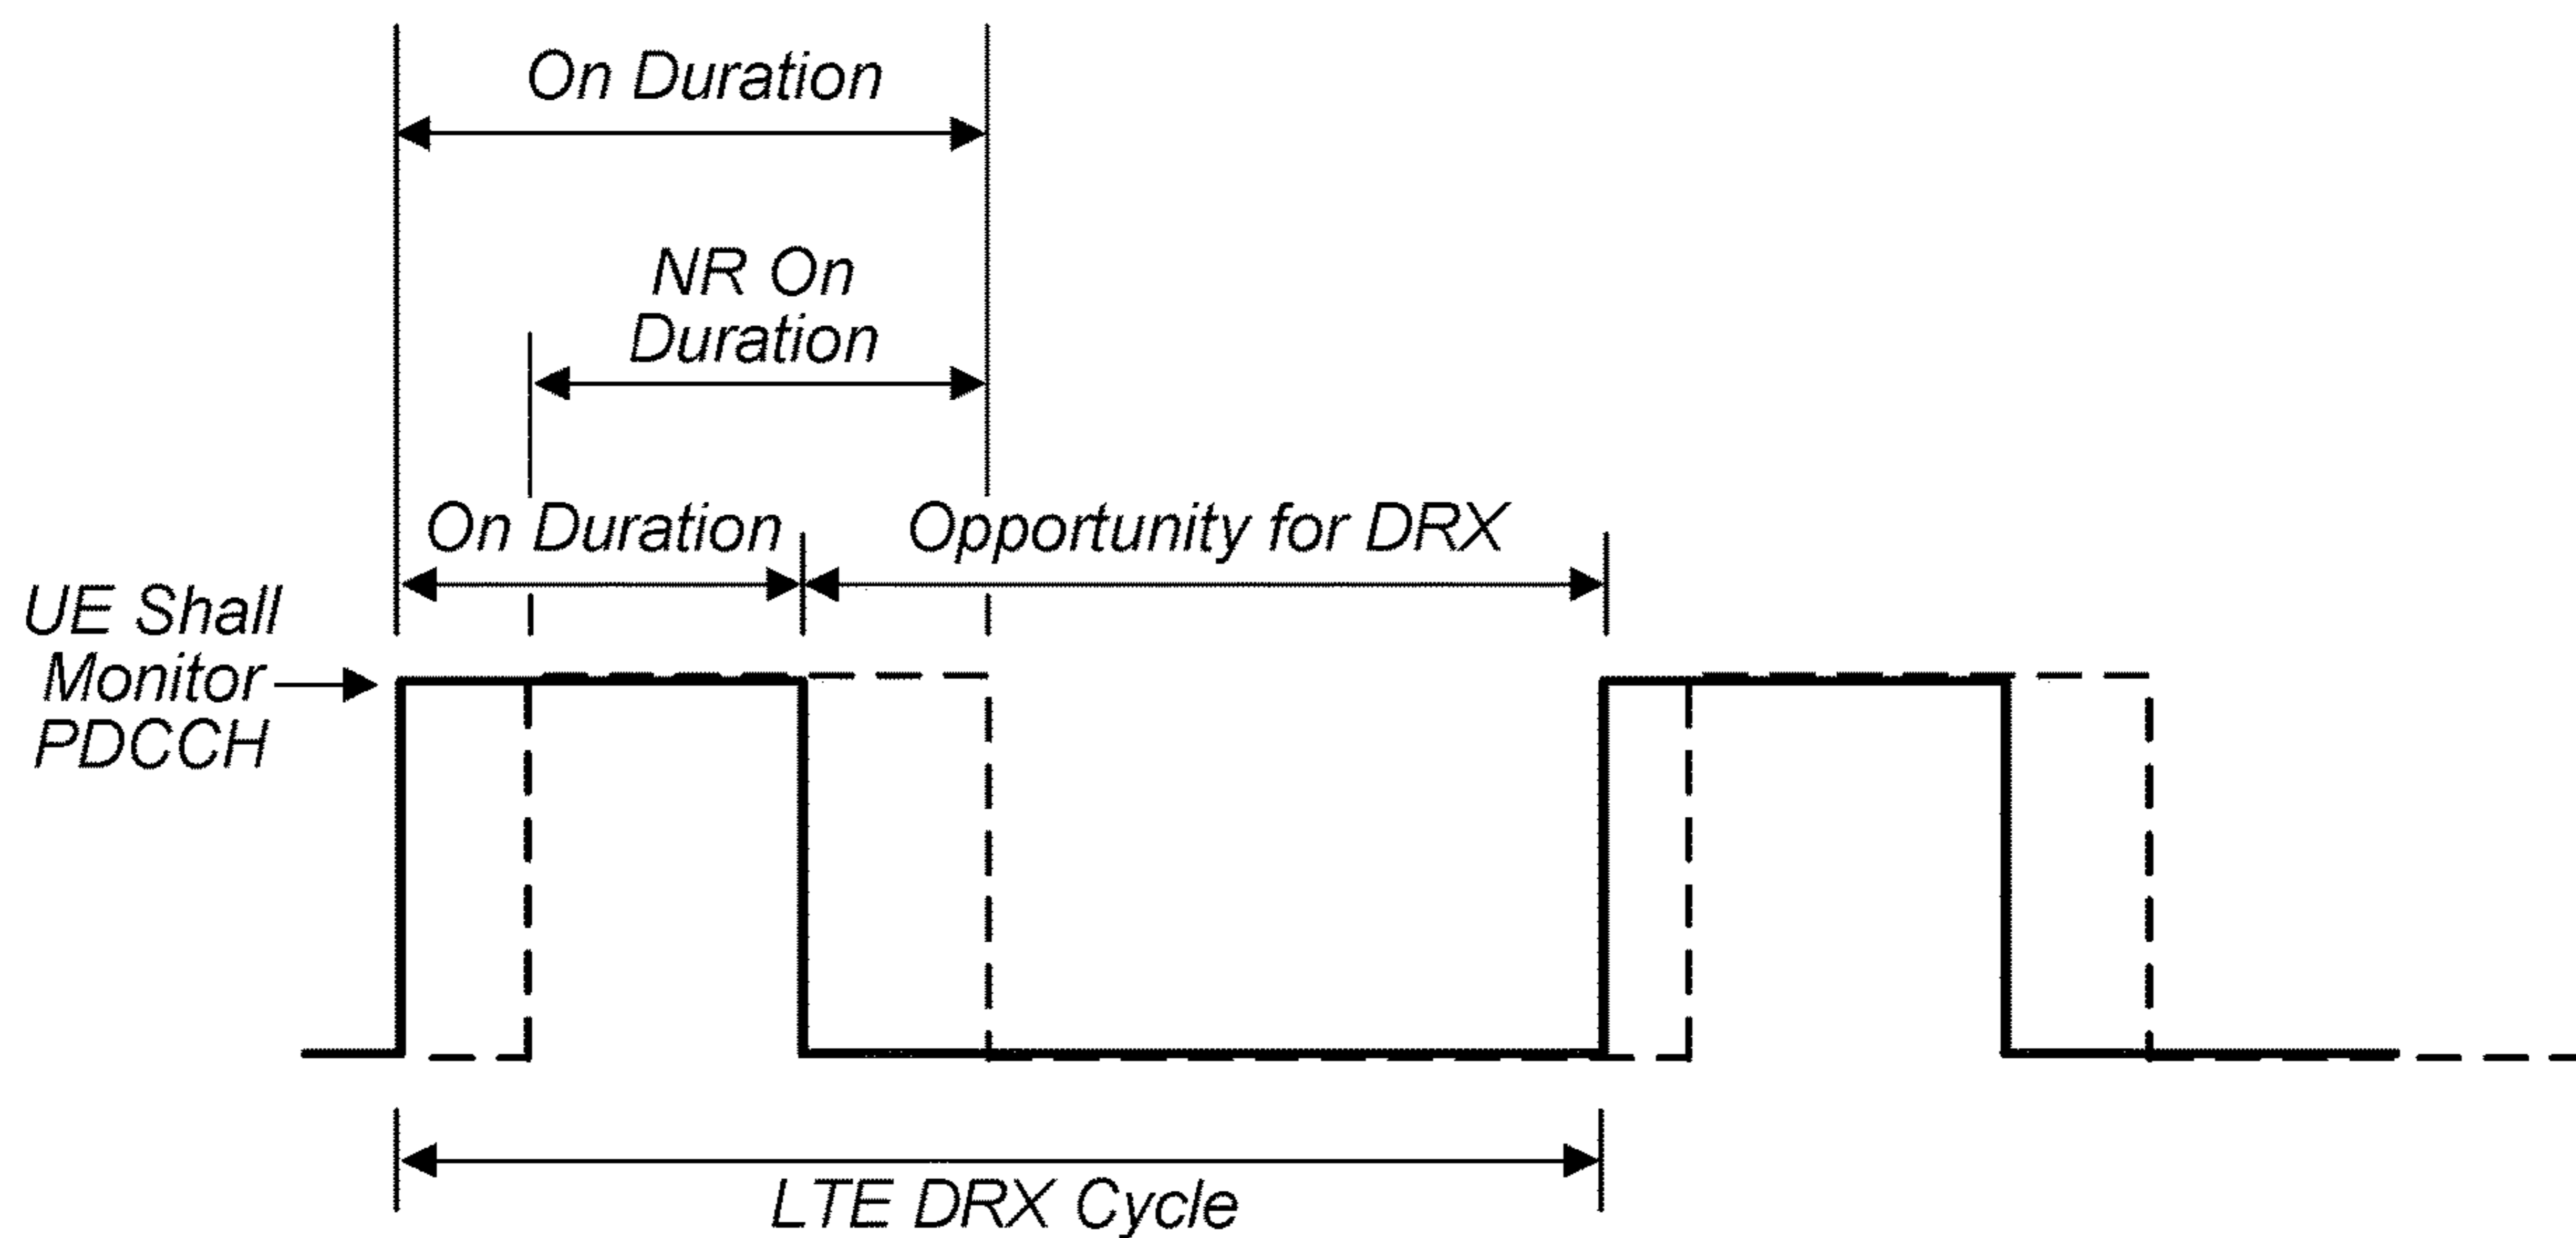 On Duration
NR On
Duration
On Duration
Opportunity for DRX
UE Shall
Monitor
PDCCH
LTE DRX Cycle